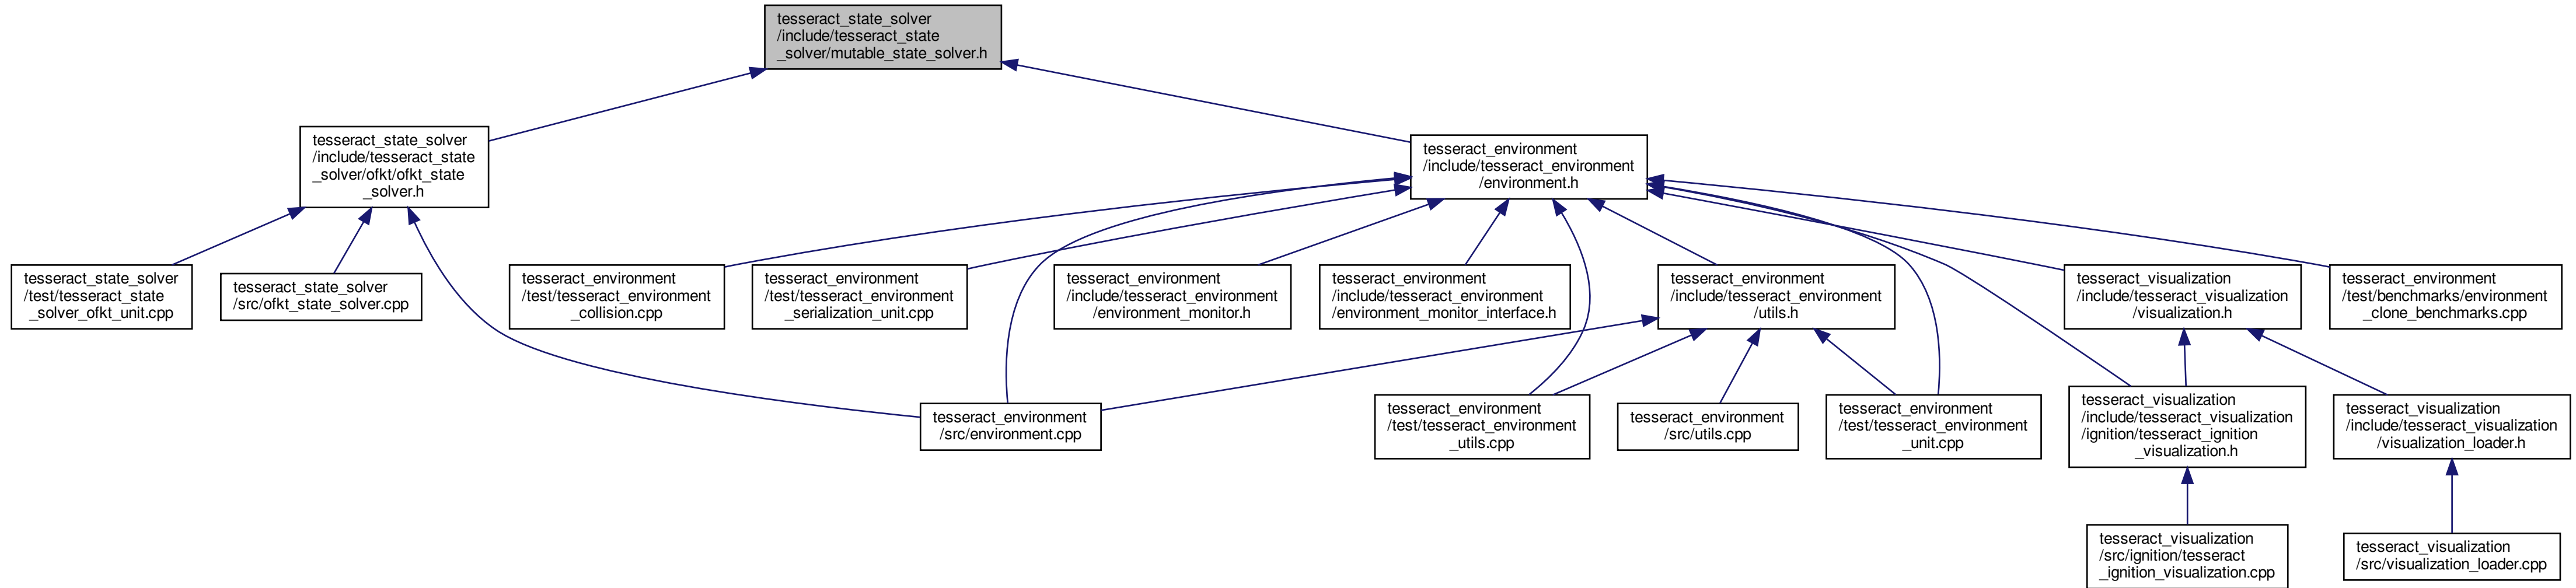 tesseract_state_solver
/include/tesseract_state
_solver/mutable_state_solver.h
tesseract_state_solver
/include/tesseract_state
_solver/ofkt/ofkt_state
_solver.h
tesseract_environment
/include/tesseract_environment
/environment.h
tesseract_state_solver
/test/tesseract_state
_solver_ofkt_unit.cpp
tesseract_state_solver
/src/ofkt_state_solver.cpp
tesseract_environment
/test/tesseract_environment
_collision.cpp
tesseract_environment
/test/tesseract_environment
_serialization_unit.cpp
tesseract_environment
/include/tesseract_environment
/environment_monitor.h
tesseract_environment
/include/tesseract_environment
/environment_monitor_interface.h
tesseract_environment
/include/tesseract_environment
/utils.h
tesseract_visualization
/include/tesseract_visualization
/visualization.h
tesseract_environment
/test/benchmarks/environment
_clone_benchmarks.cpp
tesseract_environment
/src/environment.cpp
tesseract_environment
/test/tesseract_environment
_utils.cpp
tesseract_environment
/src/utils.cpp
tesseract_environment
/test/tesseract_environment
_unit.cpp
tesseract_visualization
/include/tesseract_visualization
/ignition/tesseract_ignition
_visualization.h
tesseract_visualization
/include/tesseract_visualization
/visualization_loader.h
tesseract_visualization
/src/ignition/tesseract
_ignition_visualization.cpp
tesseract_visualization
/src/visualization_loader.cpp